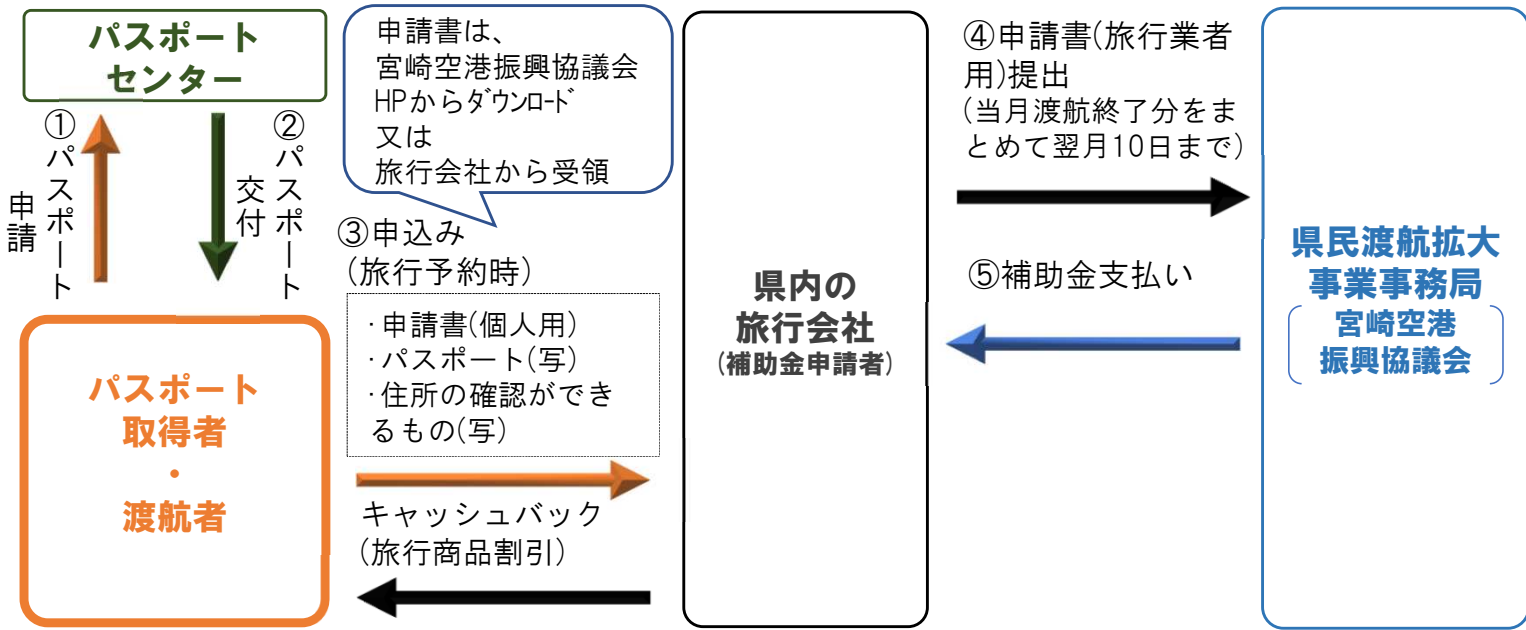 パスポート
センター
①パスポート
申請
②パスポート
交付
申請書は、
宮崎空港振興協議会
HPからﾀﾞｳﾝﾛｰﾄﾞ
又は
旅行会社から受領
③申込み
(旅行予約時)
・申請書(個人用)
・パスポート(写)
・住所の確認ができ
るもの(写)
キャッシュバック
(旅行商品割引)
パスポート
取得者
・
渡航者
県内の
旅行会社
(補助金申請者)
④申請書(旅行業者
用)提出
(当月渡航終了分をま
とめて翌月10日まで)
⑤補助金支払い
県民渡航拡大
事業事務局
宮崎空港
振興協議会